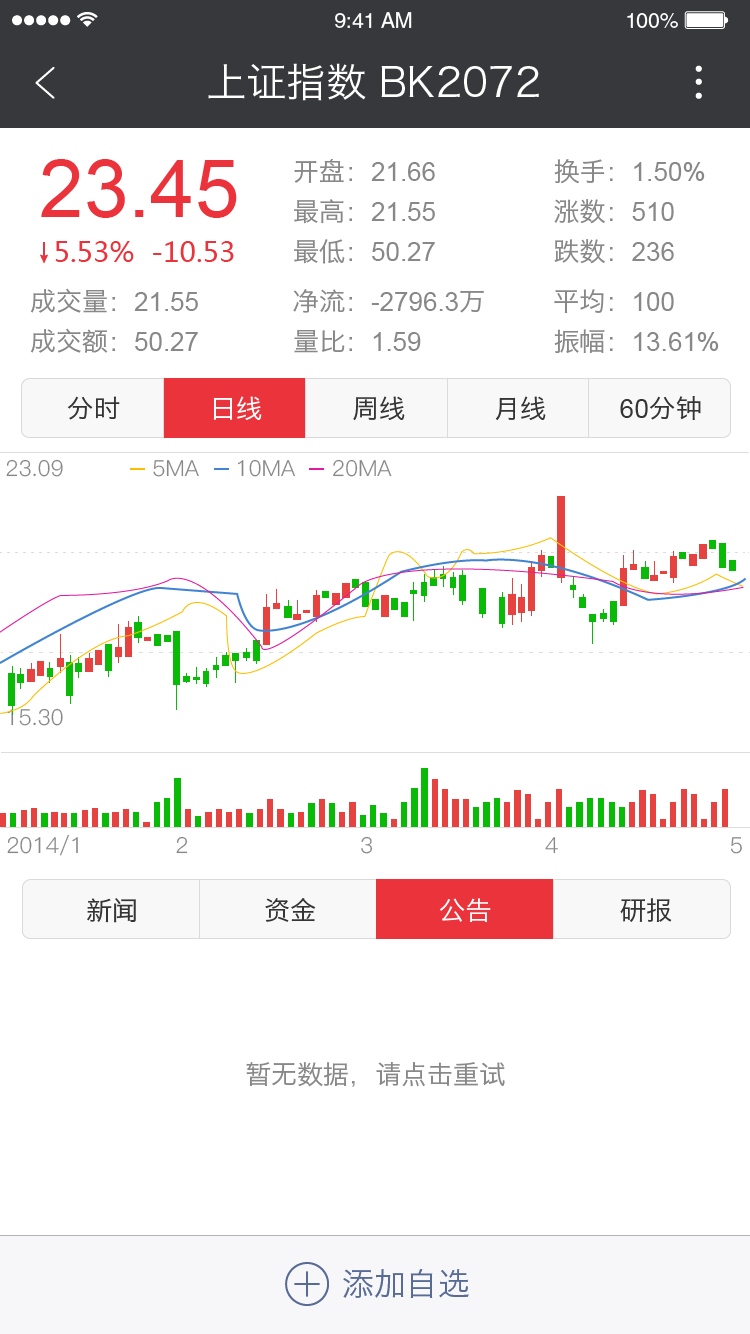 9:41 AM 100%
上证指数 BK2072
23.45
↓5.53% -10.53
开盘：21.66
换手：1.50%
最高：21.55
涨数：510
最低：50.27
跌数：236
成交量：21.55
净流：-2796.3万
平均：100
成交额：50.27
量比：1.59
振幅：13.61%
分时 日线 周线 月线 60分钟
23.09 5MA 10MA 20MA
15.30
2014/1 2 3 4 5
新闻 资金 公告 研报
暂无数据，请点击重试
添加自选